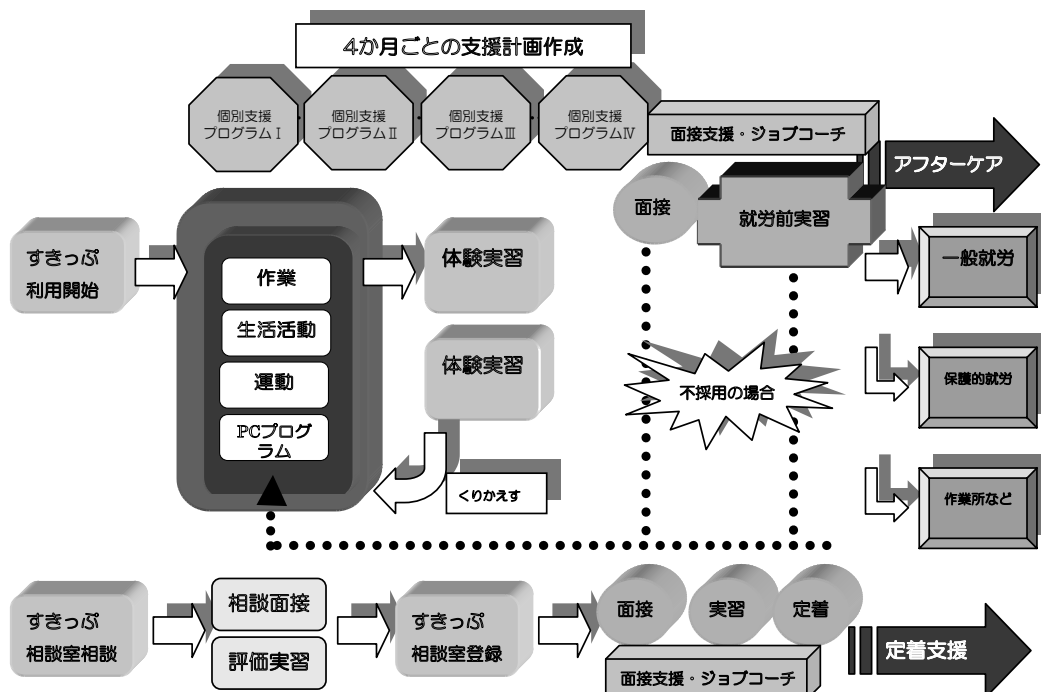 4か月ごとの支援計画作成
個別支援
プログラムⅠ
個別支援
プログラムⅡ
個別支援
プログラムⅢ
個別支援
プログラムⅣ
面接支援・ジョブコーチ
アフターケア
面接
就労前実習
すきっぷ
利用開始
作業
生活活動
運動
PCプログ
ラム
体験実習
体験実習
くりかえす
不採用の場合
一般就労
保護的就労
作業所など
すきっぷ
相談室相談
相談面接
評価実習
すきっぷ
相談室登録
面接
実習
定着
面接支援・ジョブコーチ
定着支援